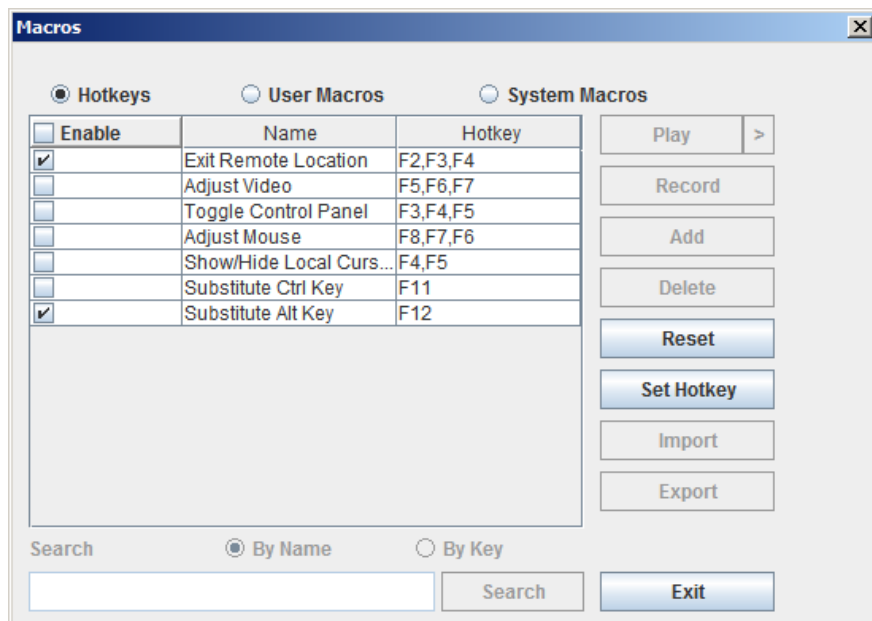 Macros
Hotkeys User Macros System Macros
Enable Name Hotkey Play >
Exit Remote Location F2,F3,F4
Adjust Video F5,F6,F7 Record
Toggle Control Panel F3,F4,F5
Adjust Mouse F8,F7,F6 Add
Show/Hide Local Curs... F4,F5
Substitute Ctrl Key F11 Delete
Substitute Alt Key F12
Reset
Set Hotkey
Import
Export
Search By Name By Key
Search Exit